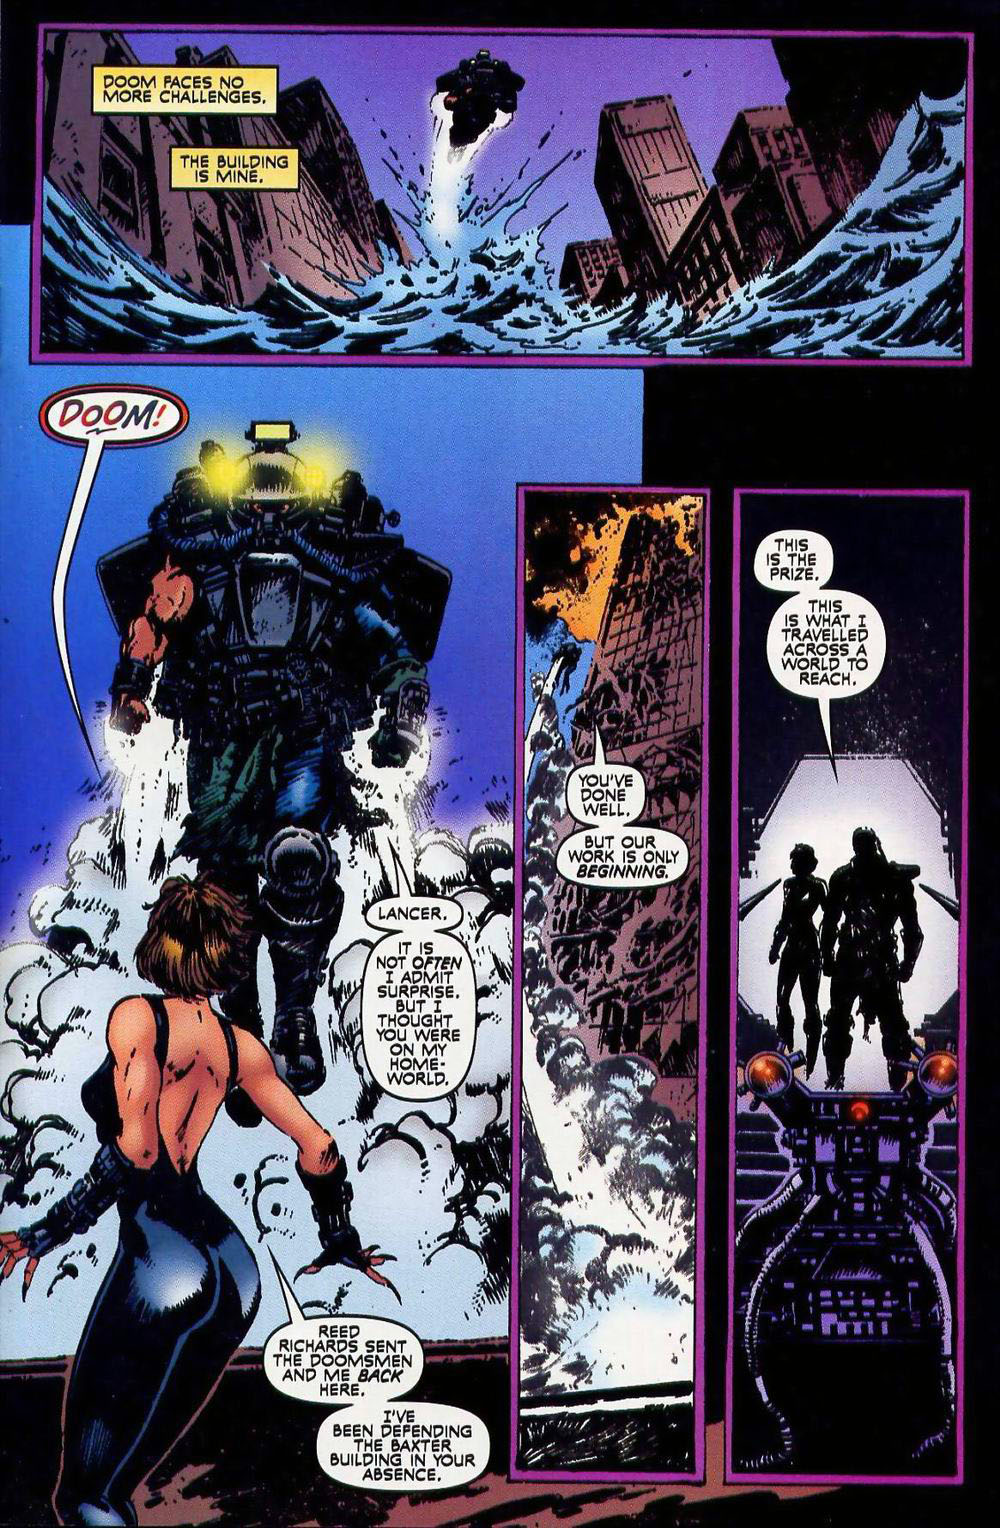 DOOM FACES NO
MORE CHALLENGES.
THE BUILDING
IS MINE.
DOOM!
LANCER.
IT IS
NOT OFTEN
I ADMIT
SURPRISE.
BUT I
THOUGHT
YOU WERE
ON MY
HOME-
WORLD.
REED
RICHARDS SENT
THE DOOMSMEN
AND ME BACK
HERE.
I'VE
BEEN DEFENDING
THE BAXTER
BUILDING IN YOUR
ABSENCE.
YOU'VE
DONE
WELL.
BUT OUR
WORK IS ONLY
BEGINNING.
THIS
IS THE
PRIZE.
THIS
IS WHAT I
TRAVELLED
ACROSS A
WORLD TO
REACH.